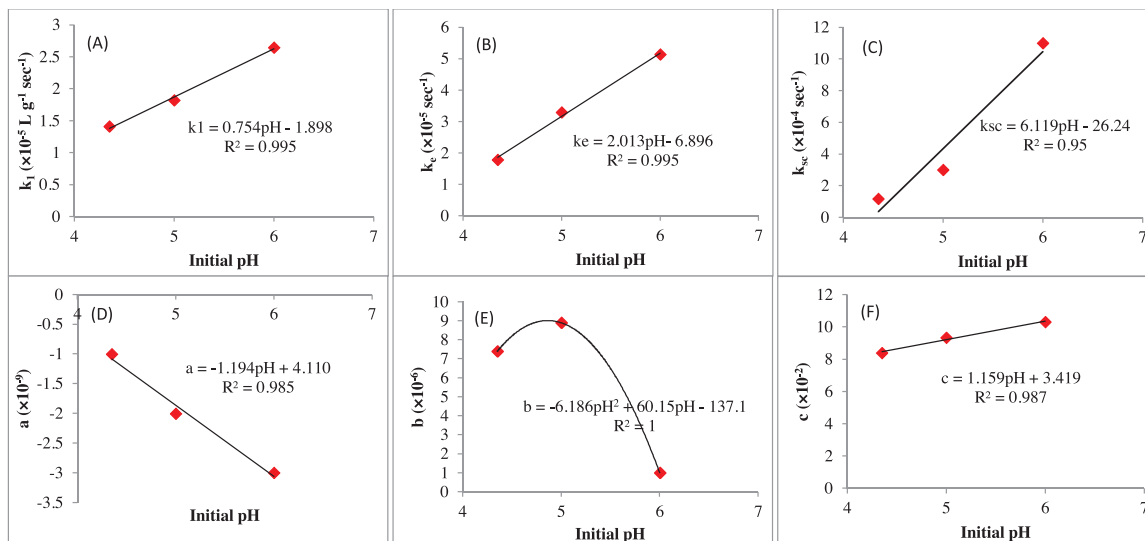 (A)
3
2.5
2
1.5
1
0.5
0
k₁ (×10⁻⁵ L g⁻¹ sec⁻¹)
k1 = 0.754pH - 1.898
R² = 0.995
4 5 6 7
Initial pH
(B)
6
5
4
3
2
1
0
kₑ (×10⁻⁵ sec⁻¹)
ke = 2.013pH- 6.896
R² = 0.995
4 5 6 7
Initial pH
(C)
12
10
8
6
4
2
0
kₛ꜀ (×10⁻⁴ sec⁻¹)
ksc = 6.119pH - 26.24
R² = 0.95
4 5 6 7
Initial pH
(D)
0
-0.5
-1
-1.5
-2
-2.5
-3
-3.5
a (×10⁻⁹)
4 5 6 7
a = -1.194pH + 4.110
R² = 0.985
Initial pH
(E)
10
9
8
7
6
5
4
3
2
1
0
b (×10⁻⁶)
b = -6.186pH² + 60.15pH - 137.1
R² = 1
4 5 6 7
Initial pH
(F)
12
10
8
6
4
2
0
c (×10⁻²)
c = 1.159pH + 3.419
R² = 0.987
4 5 6 7
Initial pH